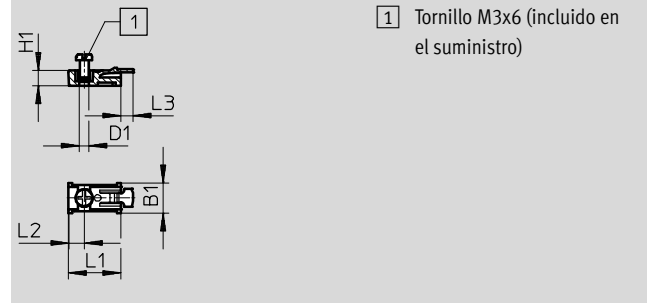 1 Tornillo M3x6 (incluido en
el suministro)
1
H1
L3
D1
B1
L2
L1